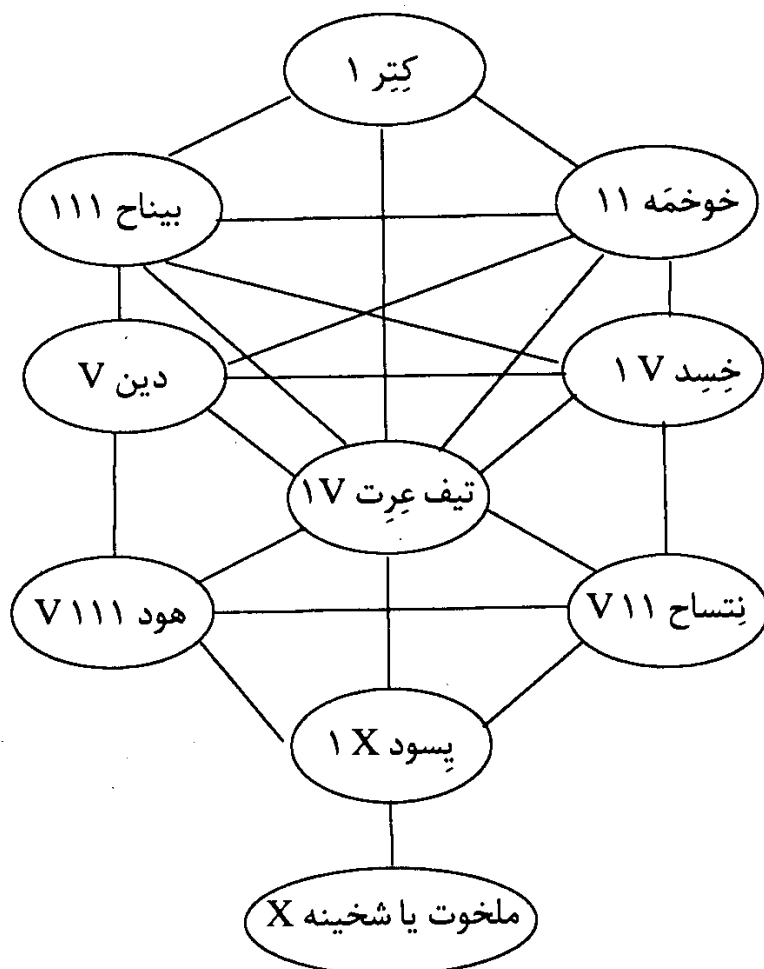 کِتِر ۱
خوخمَه ۱۱
بیناح ۱۱۱
خِسِد ۱V
دین V
تیف عِرِت ۱V
نِتساح V۱۱
هود V۱۱۱
یِسود ۱X
ملخوت یا شخینه X